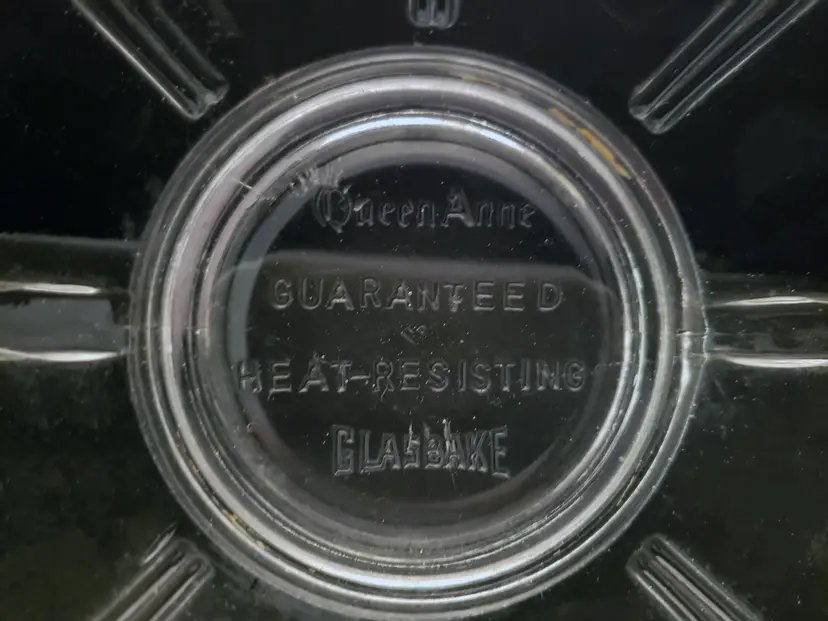 Queen Anne
GUARANTEED
HEAT-RESISTING
GLASBAKE